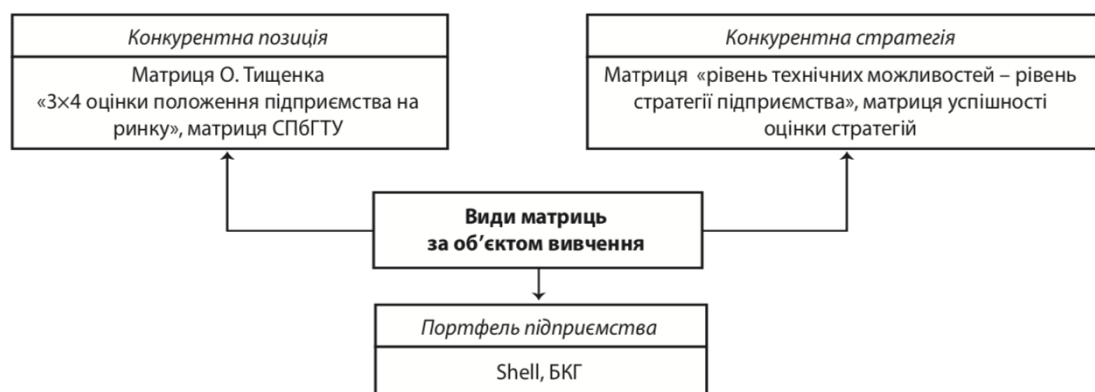 Конкурентна позиція
Матриця О. Тищенка
«3×4 оцінки положення підприємства на
ринку», матриця СПбГТУ
Конкурентна стратегія
Матриця «рівень технічних можливостей – рівень
стратегії підприємства», матриця успішності
оцінки стратегій
Види матриць
за об’єктом вивчення
Портфель підприємства
Shell, БКГ